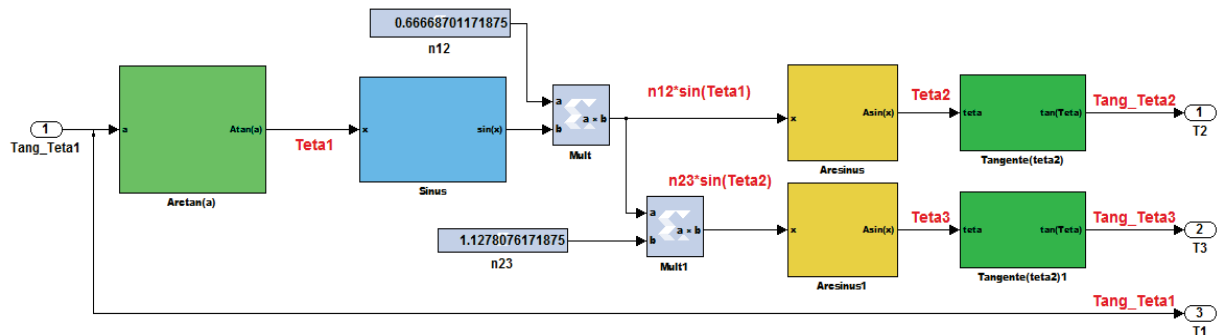 0.66668701171875
n12
n12*sin(Teta1)
Teta2
Tang_Teta2
1
Tang_Teta1
a
Atan(a)
Arctan(a)
Teta1
x
sin(x)
Sinus
a
b
a × b
Mult
x
Asin(x)
Arcsinus
teta
tan(Teta)
Tangente(teta2)
1
T2
n23*sin(Teta2)
1.1278076171875
n23
a
b
a × b
Mult1
x
Asin(x)
Arcsinus1
Teta3
teta
tan(Teta)
Tangente(teta2)1
Tang_Teta3
2
T3
Tang_Teta1
3
T1